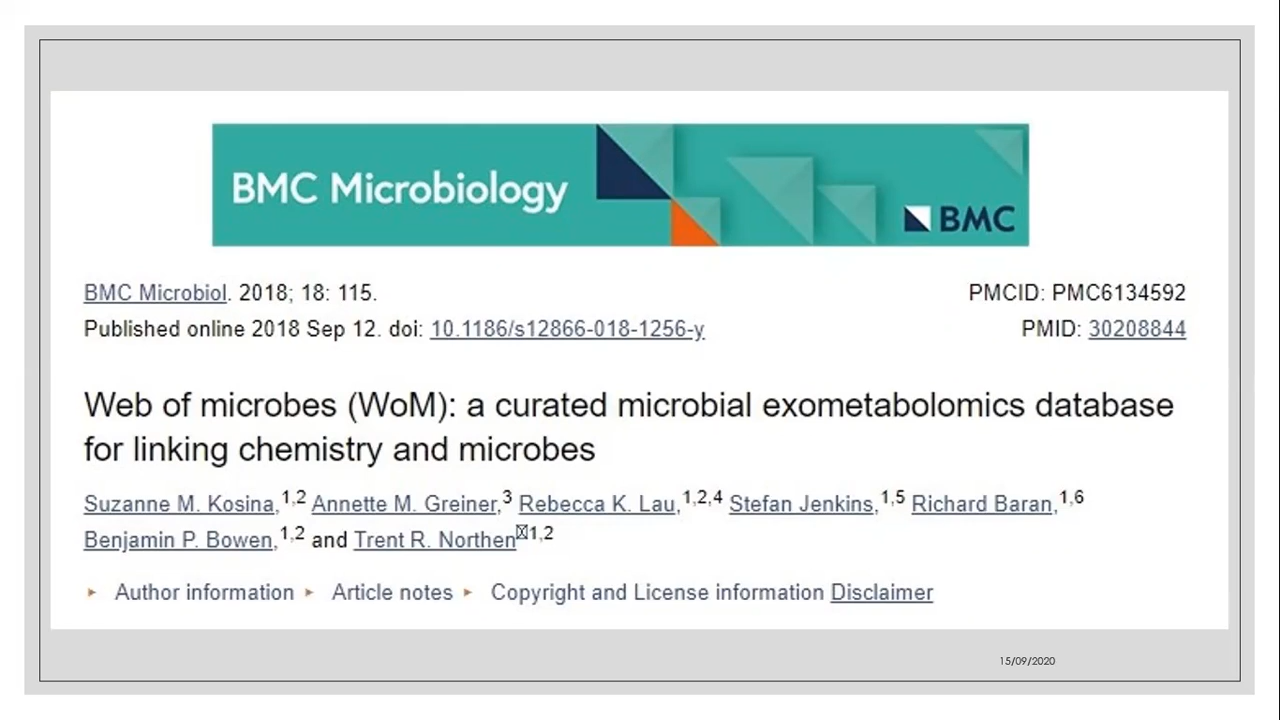 BMC Microbiology
BMC
BMC Microbiol. 2018; 18: 115.
PMCID: PMC6134592
Published online 2018 Sep 12. doi: 10.1186/s12866-018-1256-y
PMID: 30208844
Web of microbes (WoM): a curated microbial exometabolomics database
for linking chemistry and microbes
Suzanne M. Kosina,1,2 Annette M. Greiner,3 Rebecca K. Lau,1,2,4 Stefan Jenkins,1,5 Richard Baran,1,6
Benjamin P. Bowen,1,2 and Trent R. Northen1,2
Author information Article notes Copyright and License information Disclaimer
15/09/2020